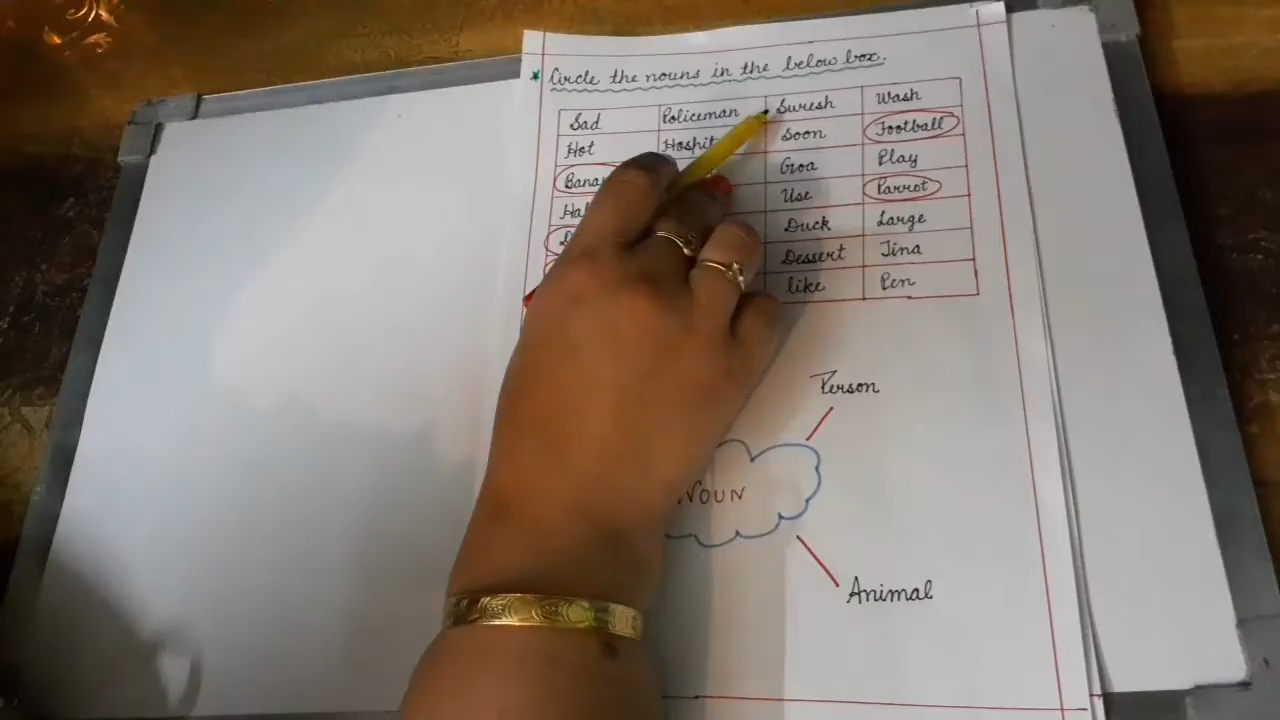 Circle the nouns in the below box.
Sad Policeman Suresh Wash
Hot Soon Football
Goa Play
Use Parrot
Duck Large
Dessert Tina
like Pen
Person
NOUN
Animal